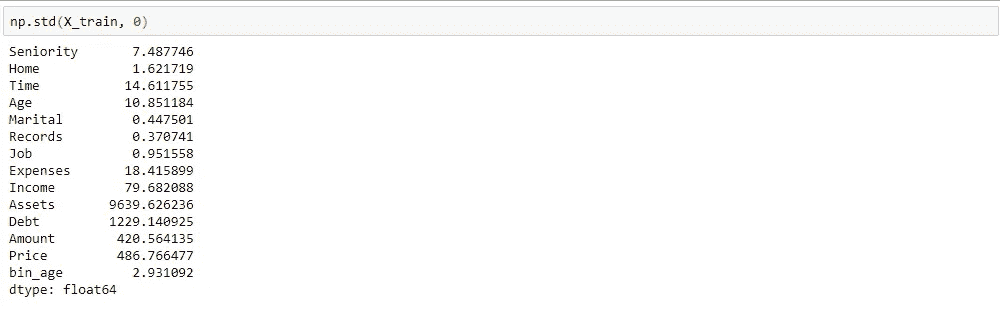 np.std(X_train, 0)
Seniority 7.487746
Home 1.621719
Time 14.611755
Age 10.851184
Marital 0.447501
Records 0.370741
Job 0.951558
Expenses 18.415899
Income 79.682088
Assets 9639.626236
Debt 1229.140925
Amount 420.564135
Price 486.766477
bin_age 2.931092
dtype: float64